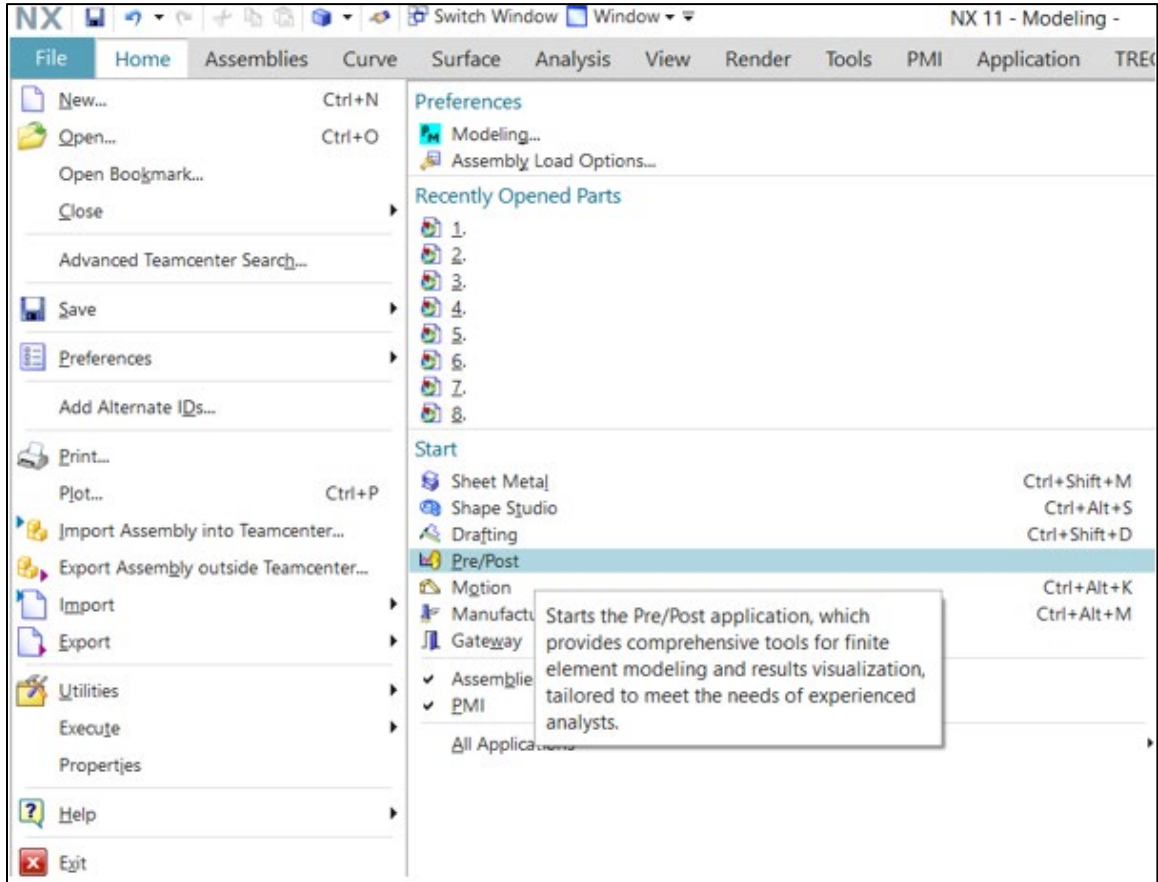 NX Switch Window Window NX 11 - Modeling -
File Home Assemblies Curve Surface Analysis View Render Tools PMI Application
New... Ctrl+N
Open... Ctrl+O
Open Bookmark...
Close
Advanced Teamcenter Search...
Save
Preferences
Add Alternate IDs...
Print...
Plot... Ctrl+P
Import Assembly into Teamcenter...
Export Assembly outside Teamcenter...
Import
Export
Utilities
Execute
Properties
Help
Exit
Preferences
Modeling...
Assembly Load Options...
Recently Opened Parts
1.
2.
3.
4.
5.
6.
7.
8.
Start
Sheet Metal Ctrl+Shift+M
Shape Studio Ctrl+Alt+S
Drafting Ctrl+Shift+D
Pre/Post
Motion Ctrl+Alt+K
Ctrl+Alt+M
Gateway
PMI
All
Starts the Pre/Post application, which
provides comprehensive tools for finite
element modeling and results visualization,
tailored to meet the needs of experienced
analysts.